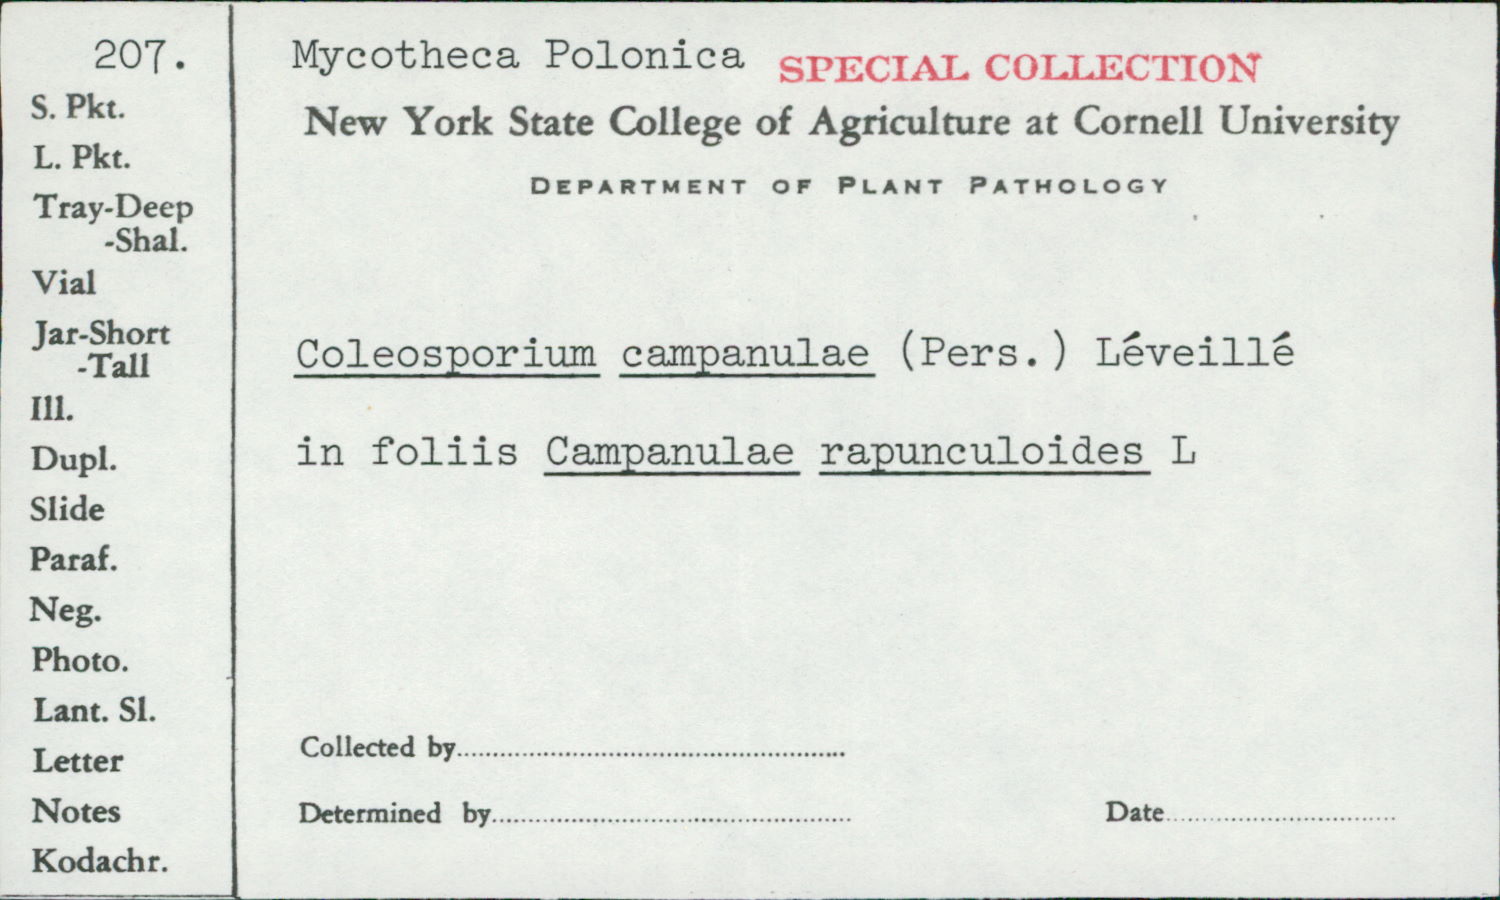 207.
S. Pkt.
L. Pkt.
Tray-Deep
-Shal.
Vial
Jar-Short
-Tall
Ill.
Dupl.
Slide
Paraf.
Neg.
Photo.
Lant. Sl.
Letter
Notes
Kodachr.
Mycotheca Polonica SPECIAL COLLECTION
New York State College of Agriculture at Cornell University
DEPARTMENT OF PLANT PATHOLOGY
Coleosporium campanulae (Pers.) Léveillé
in foliis Campanulae rapunculoides L
Collected by
Determined by
Date